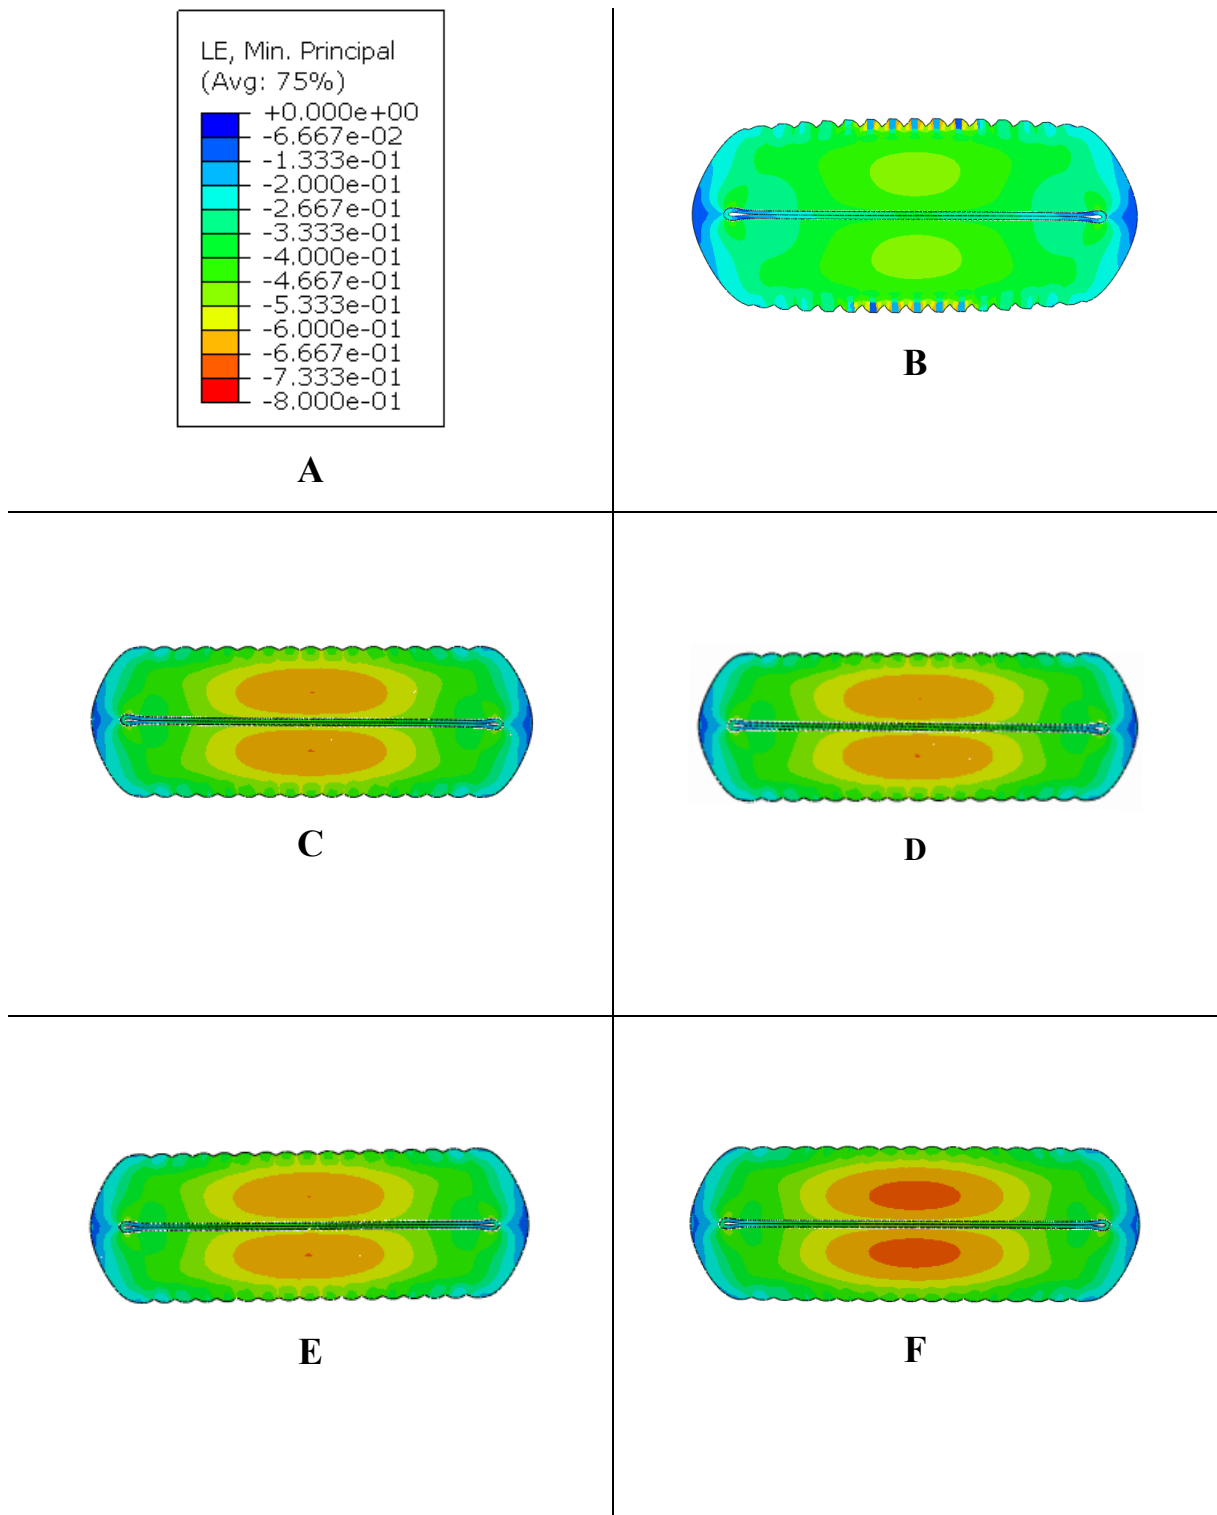 LE, Min. Principal
(Avg: 75%)
+0.000e+00
-6.667e-02
-1.333e-01
-2.000e-01
-2.667e-01
-3.333e-01
-4.000e-01
-4.667e-01
-5.333e-01
-6.000e-01
-6.667e-01
-7.333e-01
-8.000e-01
A
B
C
D
E
F